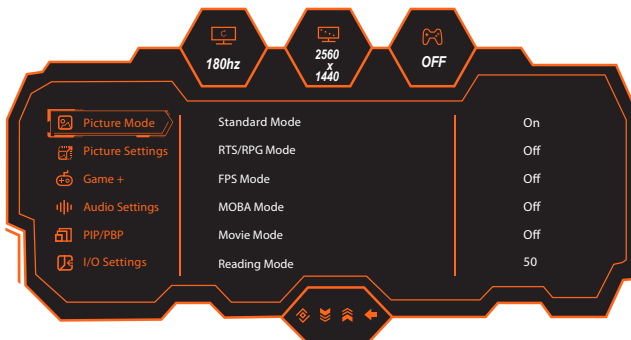 180hz
2560
x
1440
OFF
Picture Mode
Standard Mode
On
Picture Settings
RTS/RPG Mode
Off
Game +
FPS Mode
Off
Audio Settings
MOBA Mode
Off
PIP/PBP
Movie Mode
Off
I/O Settings
Reading Mode
50